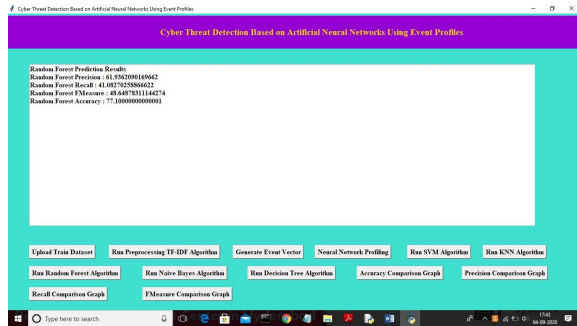 Cyber Threat Detection Based on Artificial Neural Networks Using Event Profiles
Cyber Threat Detection Based on Artificial Neural Networks Using Event Profiles
Random Forest Prediction Results
Random Forest Precision : 61.9362090169662
Random Forest Recall : 41.08270258866622
Random Forest FMeasure : 48.64878311144274
Random Forest Accuracy : 77.10000000000001
Upload Train Dataset
Run Preprocessing TF-IDF Algorithm
Generate Event Vector
Neural Network Profiling
Run SVM Algorithm
Run KNN Algorithm
Run Random Forest Algorithm
Run Naive Bayes Algorithm
Run Decision Tree Algorithm
Accuracy Comparison Graph
Precision Comparison Graph
Recall Comparison Graph
FMeasure Comparison Graph
Type here to search
17:43
04-09-2020